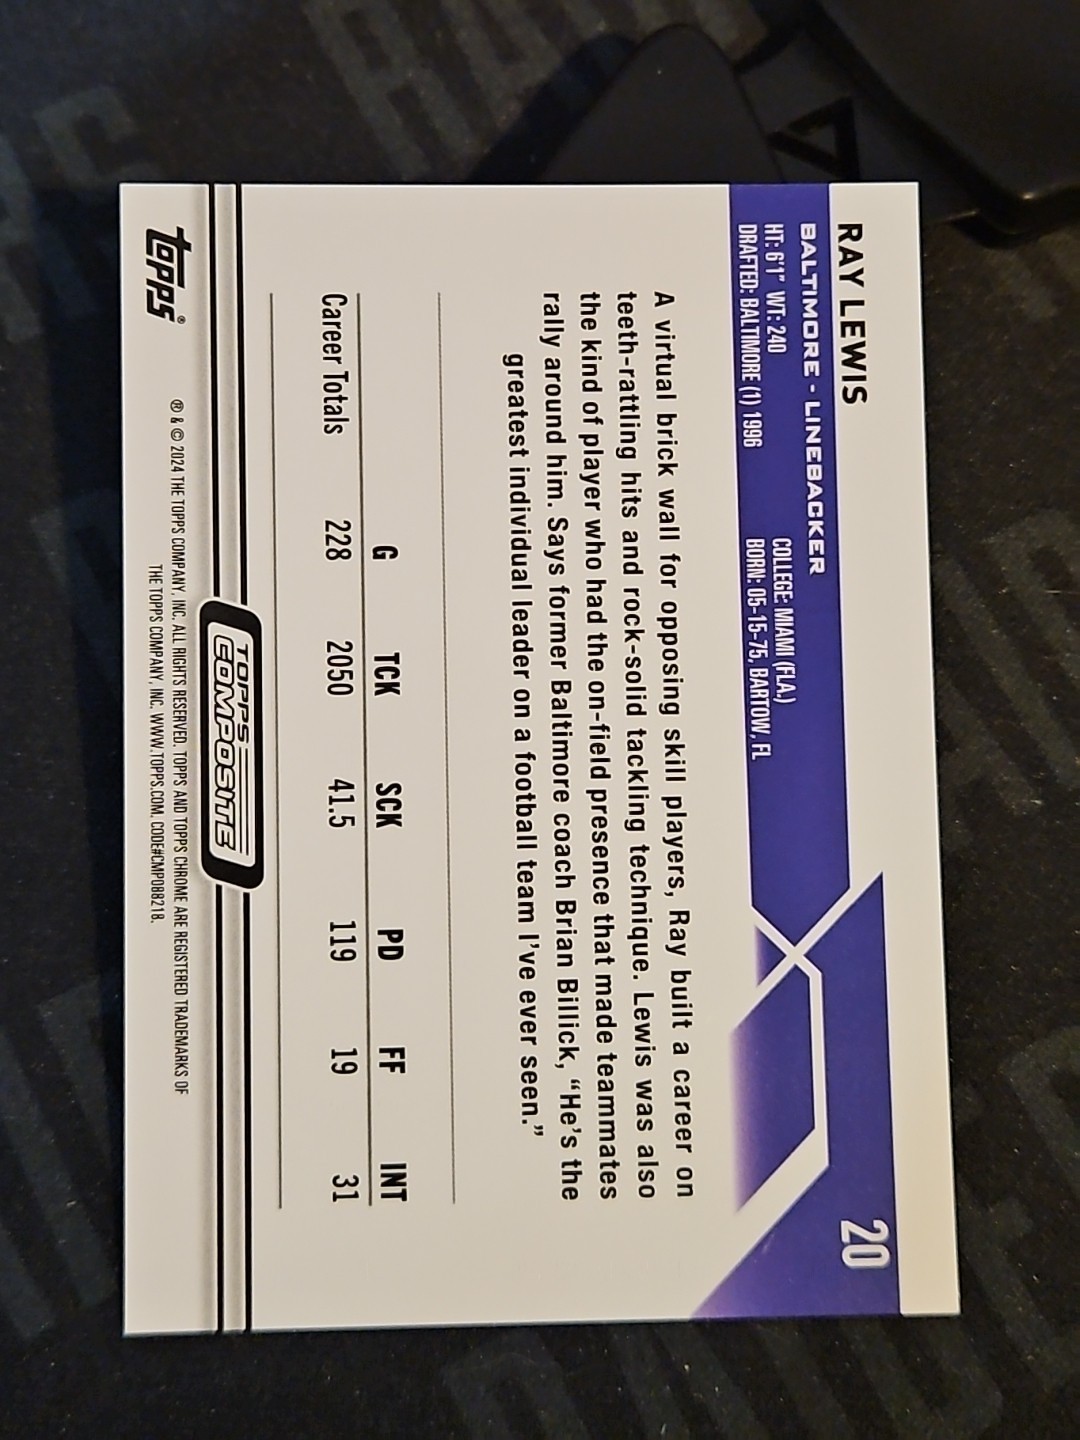 RAY LEWIS
20
BALTIMORE - LINEBACKER
HT: 6'1" WT: 240
COLLEGE: MIAMI (FLA.)
DRAFTED: BALTIMORE (1) 1996
BORN: 05-15-75, BARTOW, FL
A virtual brick wall for opposing skill players, Ray built a career on
teeth-rattling hits and rock-solid tackling technique. Lewis was also
the kind of player who had the on-field presence that made teammates
rally around him. Says former Baltimore coach Brian Billick, “He’s the
greatest individual leader on a football team I’ve ever seen.”
G TCK SCK PD FF INT
Career Totals 228 2050 41.5 119 19 31
TOPPS
COMPOSITE
topps®
® & © 2024 THE TOPPS COMPANY, INC. ALL RIGHTS RESERVED. TOPPS AND TOPPS CHROME ARE REGISTERED TRADEMARKS OF
THE TOPPS COMPANY, INC. WWW.TOPPS.COM. CODE#CMP088218.